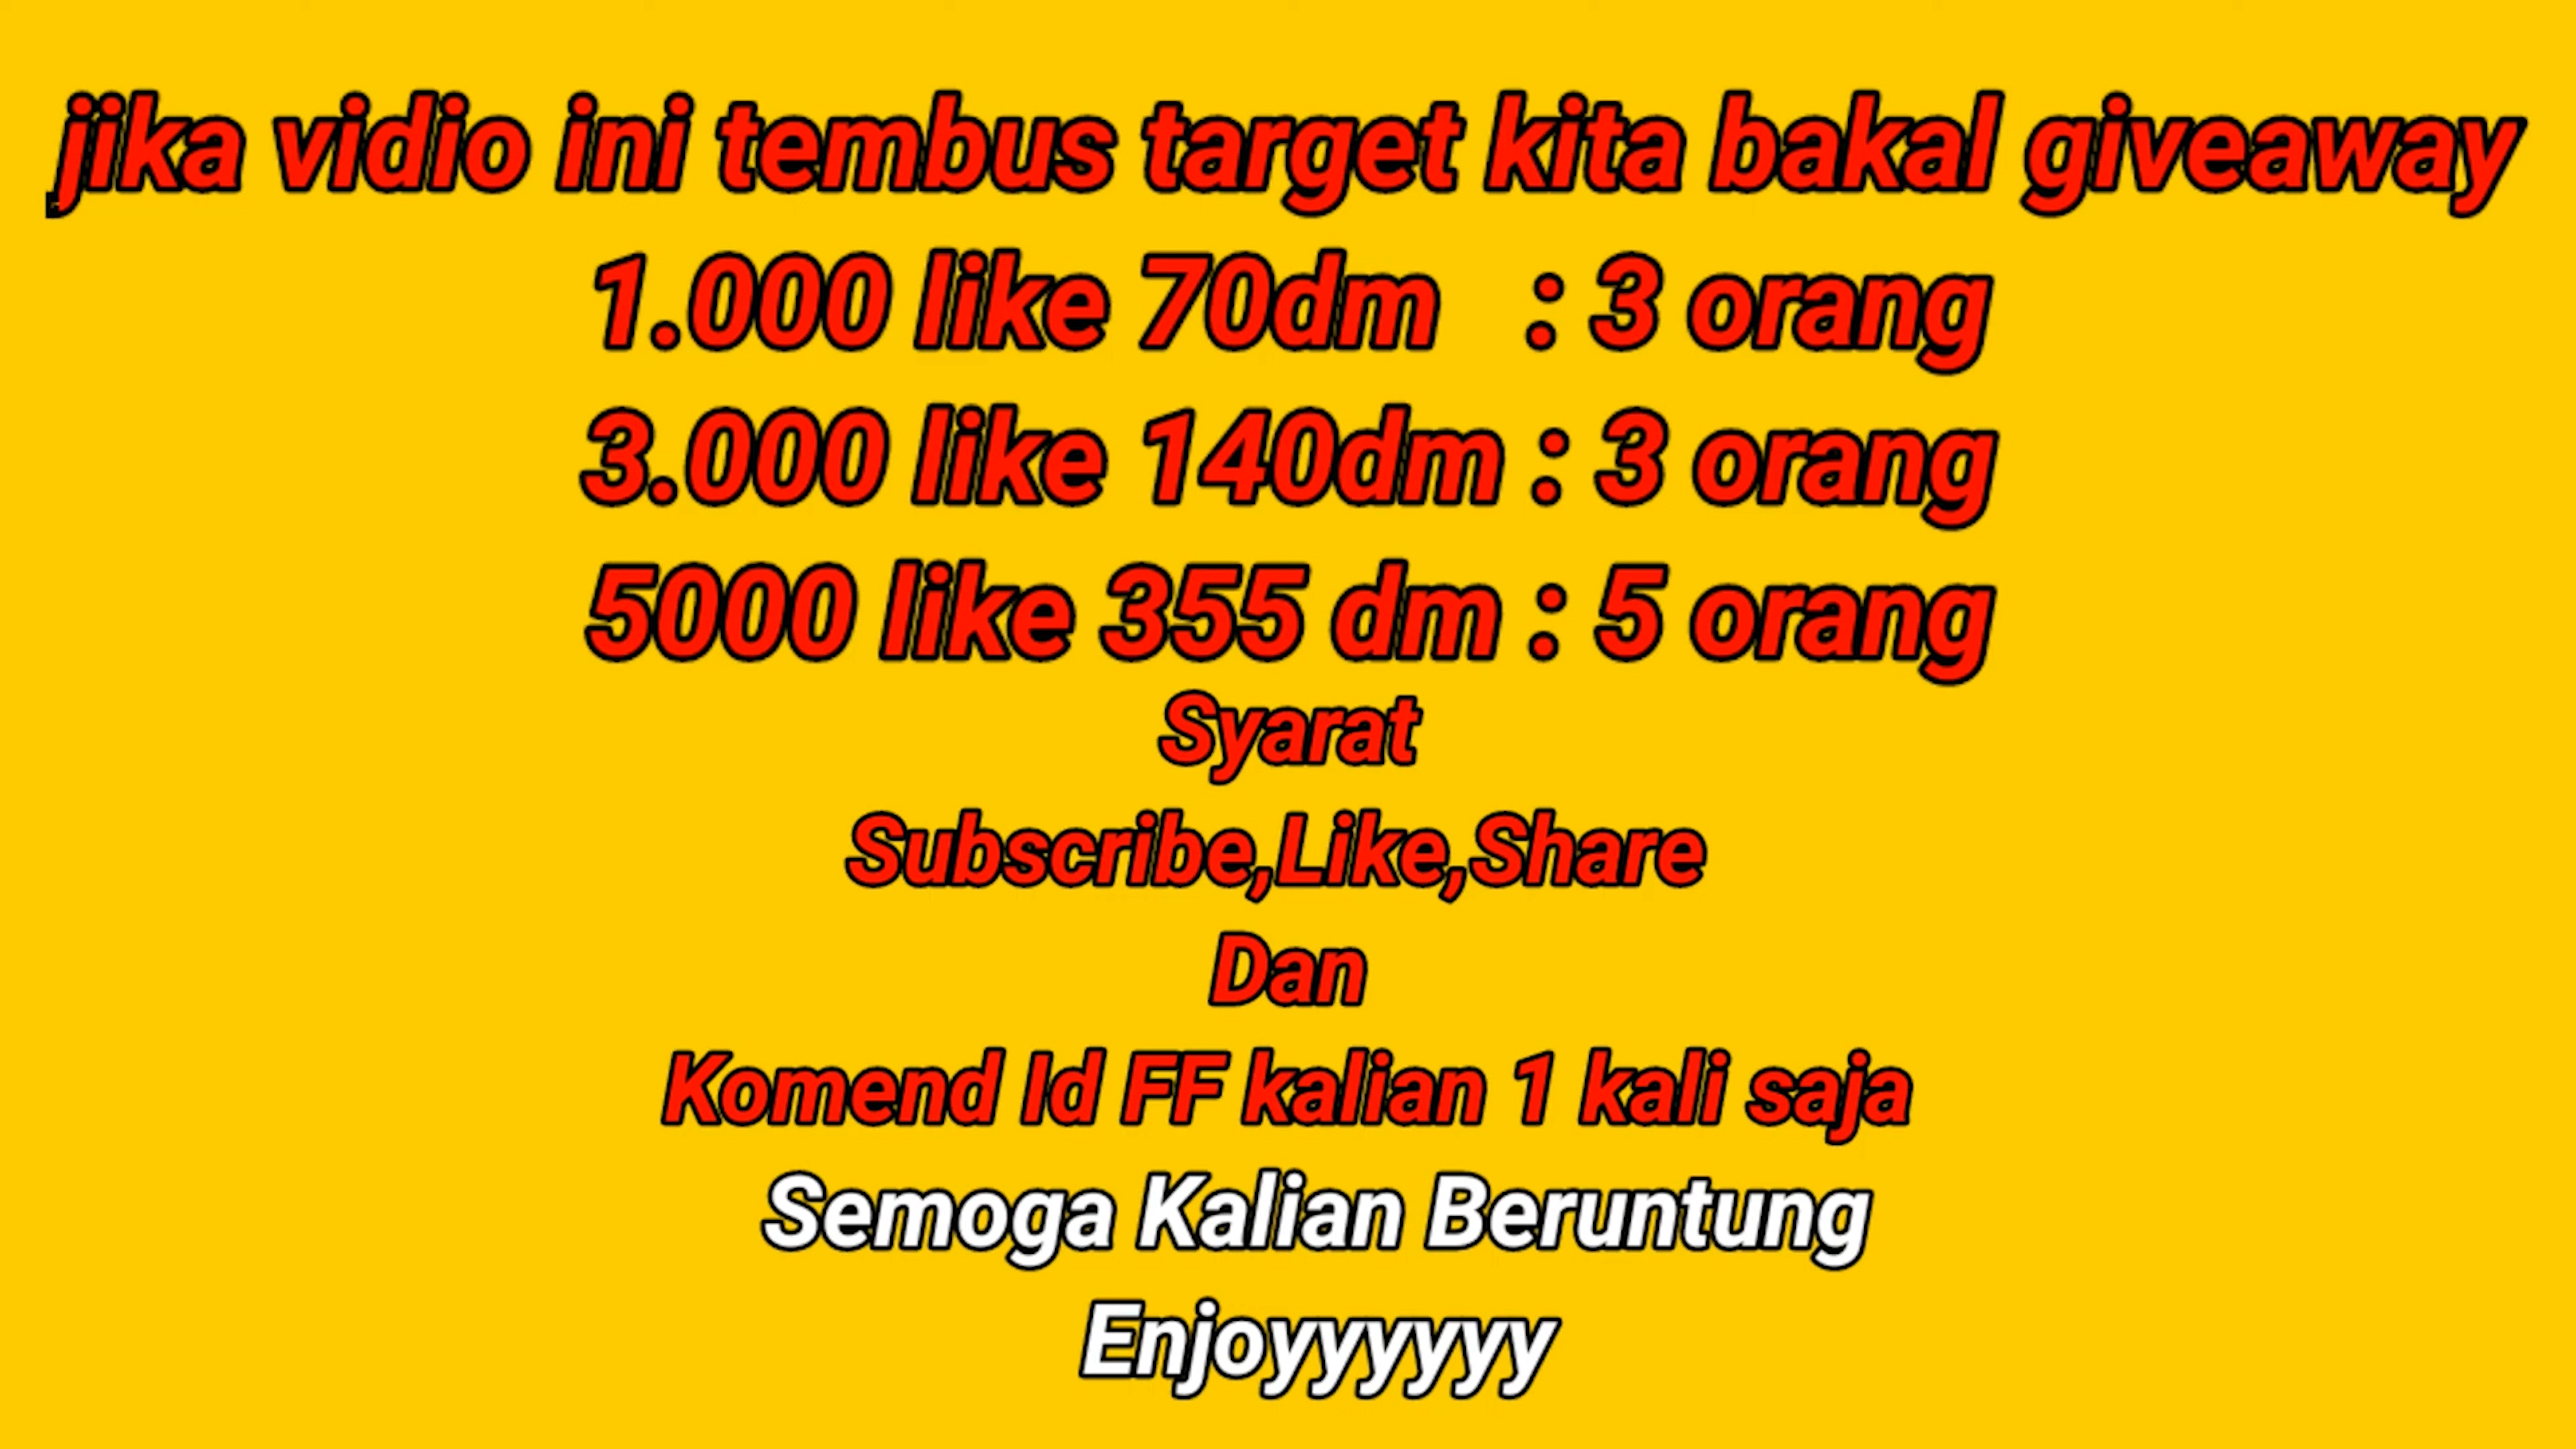 jika vidio ini tembus target kita bakal giveaway
1.000 like 70dm : 3 orang
3.000 like 140dm : 3 orang
5000 like 355 dm : 5 orang
Syarat
Subscribe,Like,Share
Dan
Komend Id FF kalian 1 kali saja
Semoga Kalian Beruntung
Enjoyyyyyy